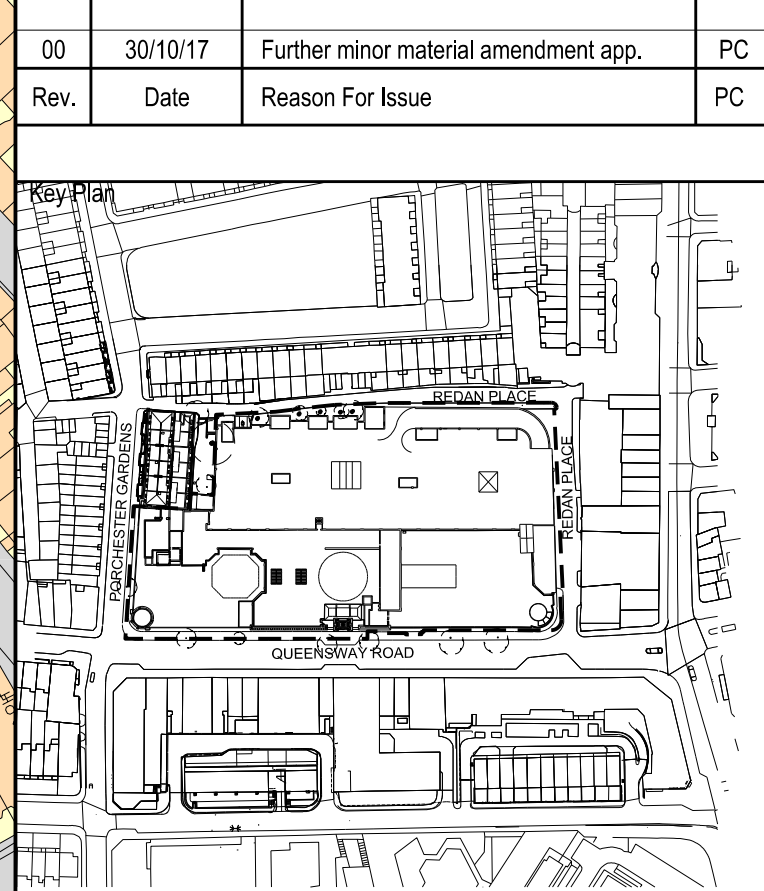 00 30/10/17 Further minor material amendment app. PC
Rev. Date Reason For Issue PC
Key Plan
REDAN PLACE
PORCHESTER GARDENS
REDAN PLACE
QUEENSWAY ROAD